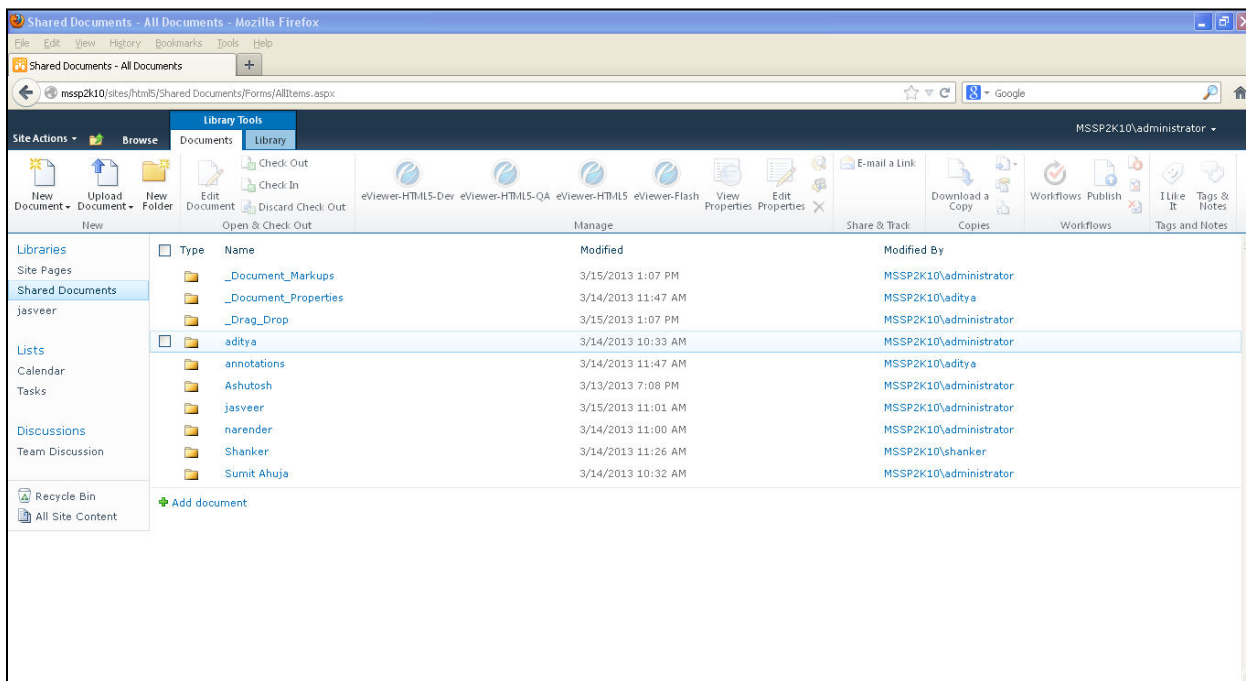 Shared Documents - All Documents - Mozilla Firefox
File Edit View History Bookmarks Tools Help
Shared Documents - All Documents +
mssp2k10/sites/html5/Shared Documents/Forms/AllItems.aspx 8 Google
Library Tools
Site Actions Browse Documents Library MSSP2K10\administrator
New Document Upload Document New Folder
New
Edit Document Check Out
Check In
Discard Check Out
Open & Check Out
eViewer-HTML5-Dev eViewer-HTML5-QA eViewer-HTML5 eViewer-Flash View Properties Edit Properties
Manage
E-mail a Link
Share & Track
Download a Copy
Copies
Workflows Publish
Workflows
I Like It Tags & Notes
Tags and Notes
Libraries
Site Pages
Shared Documents
jasveer
Lists
Calendar
Tasks
Discussions
Team Discussion
Recycle Bin
All Site Content
Type Name Modified Modified By
_Document_Markups 3/15/2013 1:07 PM MSSP2K10\administrator
_Document_Properties 3/14/2013 11:47 AM MSSP2K10\aditya
_Drag_Drop 3/15/2013 1:07 PM MSSP2K10\administrator
aditya 3/14/2013 10:33 AM MSSP2K10\administrator
annotations 3/14/2013 11:47 AM MSSP2K10\aditya
Ashutosh 3/13/2013 7:08 PM MSSP2K10\administrator
jasveer 3/15/2013 11:01 AM MSSP2K10\administrator
narender 3/14/2013 11:00 AM MSSP2K10\administrator
Shanker 3/14/2013 11:26 AM MSSP2K10\shanker
Sumit Ahuja 3/14/2013 10:32 AM MSSP2K10\administrator
Add document